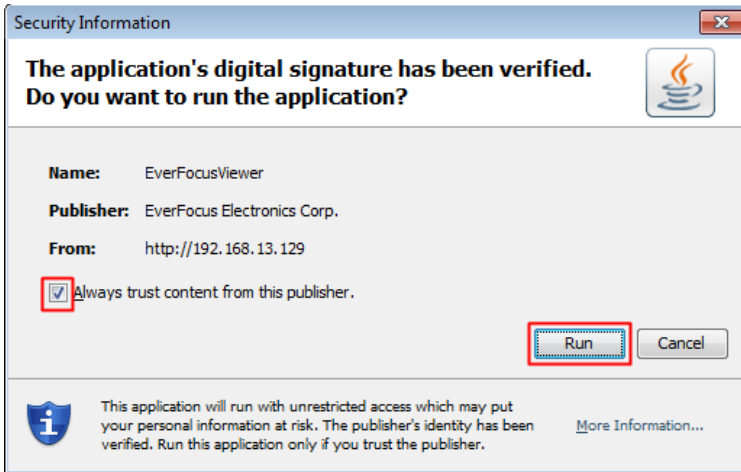 Security Information
The application's digital signature has been verified.
Do you want to run the application?
Name: EverFocusViewer
Publisher: EverFocus Electronics Corp.
From: http://192.168.13.129
Always trust content from this publisher.
Run Cancel
This application will run with unrestricted access which may put
your personal information at risk. The publisher's identity has been
verified. Run this application only if you trust the publisher.
More Information...